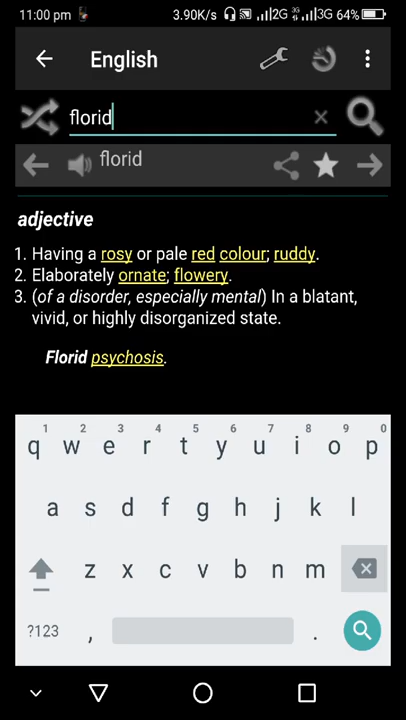 11:00 pm 3.90K/s 2G 3G 3G 64%
English
florid
florid
adjective
1. Having a rosy or pale red colour; ruddy.
2. Elaborately ornate; flowery.
3. (of a disorder, especially mental) In a blatant,
vivid, or highly disorganized state.
Florid psychosis.
1 2 3 4 5 6 7 8 9 0
q w e r t y u i o p
a s d f g h j k l
z x c v b n m
?123 , .